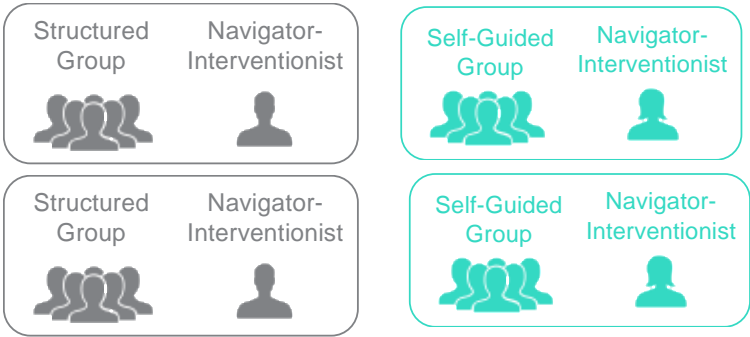 Structured
Group
Navigator-
Interventionist
Self-Guided
Group
Navigator-
Interventionist
Structured
Group
Navigator-
Interventionist
Self-Guided
Group
Navigator-
Interventionist